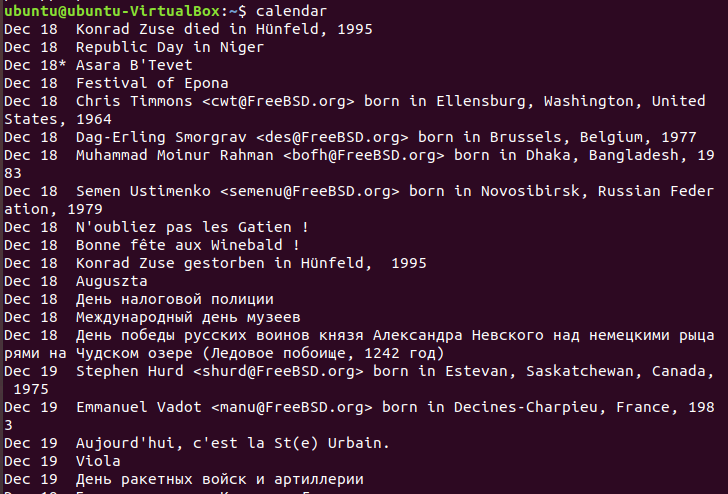 ubuntu@ubuntu-VirtualBox:~$ calendar
Dec 18  Konrad Zuse died in Hünfeld, 1995
Dec 18  Republic Day in Niger
Dec 18* Asara B'Tevet
Dec 18  Festival of Epona
Dec 18  Chris Timmons <cwt@FreeBSD.org> born in Ellensburg, Washington, United
States, 1964
Dec 18  Dag-Erling Smorgrav <des@FreeBSD.org> born in Brussels, Belgium, 1977
Dec 18  Muhammad Moinur Rahman <bofh@FreeBSD.org> born in Dhaka, Bangladesh, 19
83
Dec 18  Semen Ustimenko <semenu@FreeBSD.org> born in Novosibirsk, Russian Feder
ation, 1979
Dec 18  N'oubliez pas les Gatien !
Dec 18  Bonne fête aux Winebald !
Dec 18  Konrad Zuse gestorben in Hünfeld,  1995
Dec 18  Auguszta
Dec 18  День налоговой полиции
Dec 18  Международный день музеев
Dec 18  День победы русских воинов князя Александра Невского над немецкими рыца
рями на Чудском озере (Ледовое побоище, 1242 год)
Dec 19  Stephen Hurd <shurd@FreeBSD.org> born in Estevan, Saskatchewan, Canada,
 1975
Dec 19  Emmanuel Vadot <manu@FreeBSD.org> born in Decines-Charpieu, France, 198
3
Dec 19  Aujourd'hui, c'est la St(e) Urbain.
Dec 19  Viola
Dec 19  День ракетных войск и артиллерии